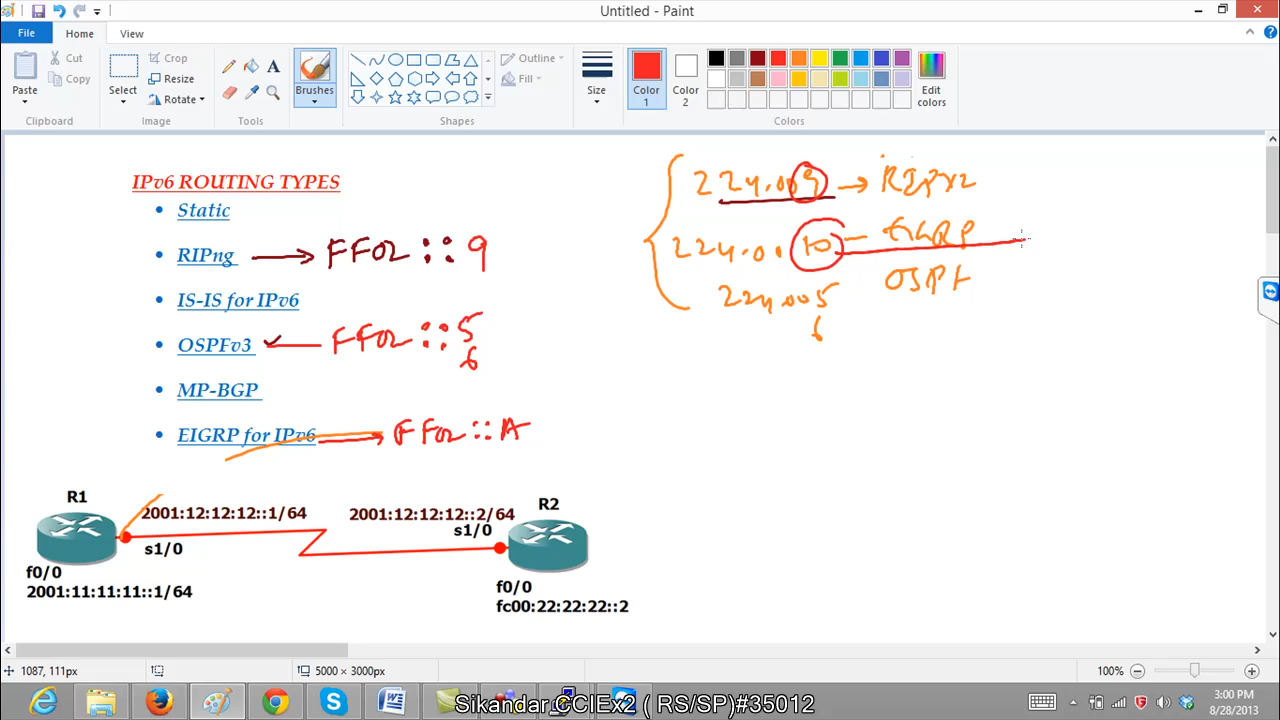 Untitled - Paint
File Home View
Paste
Cut
Copy
Clipboard
Select
Crop
Resize
Rotate
Image
Tools
Brushes
Shapes
Outline
Fill
Size
Color 1
Color 2
Colors
Edit colors
IPv6 ROUTING TYPES
• Static
• RIPng
FF02 :: 9
• IS-IS for IPv6
• OSPFv3
FF02 :: 5
6
• MP-BGP
• EIGRP for IPv6
FF02 :: A
224.0.0 9 → RIPv2
224.0.0. 10 – EIGRP
OSPF
224.0.0 5
6
R1
2001:12:12:12::1/64
s1/0
f0/0
2001:11:11:11::1/64
R2
2001:12:12:12::2/64
s1/0
f0/0
fc00:22:22:22::2
1087, 111px
5000 × 3000px
100%
Sikandar CCIEx2 ( RS/SP)#35012
3:00 PM
8/28/2013